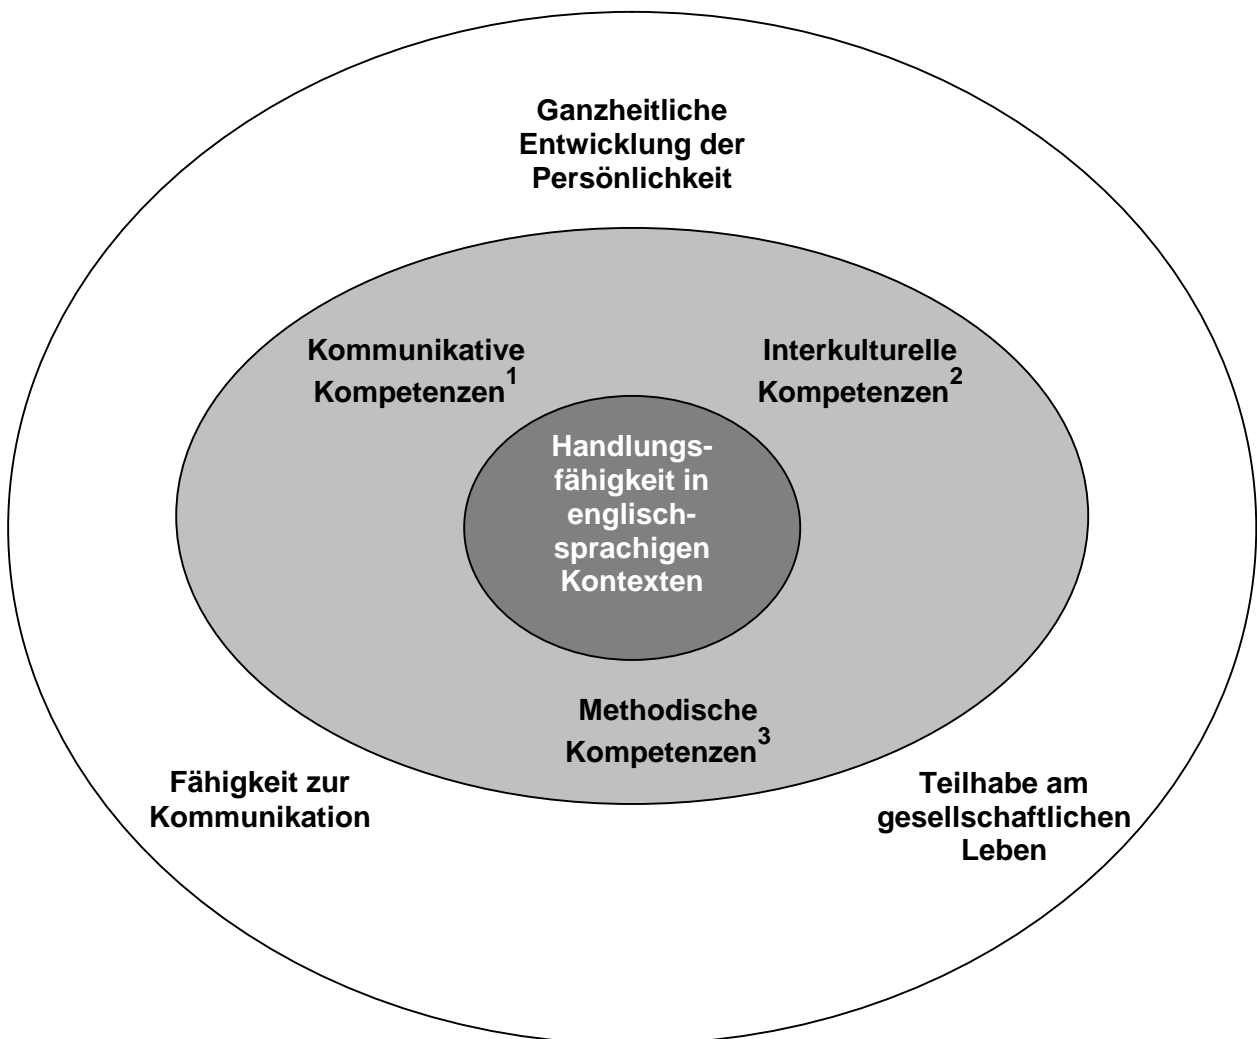 Ganzheitliche
Entwicklung der
Persönlichkeit
Kommunikative
Kompetenzen1
Interkulturelle
Kompetenzen2
Handlungs-
fähigkeit in
englisch-
sprachigen
Kontexten
Methodische
Kompetenzen3
Fähigkeit zur
Kommunikation
Teilhabe am
gesellschaftlichen
Leben